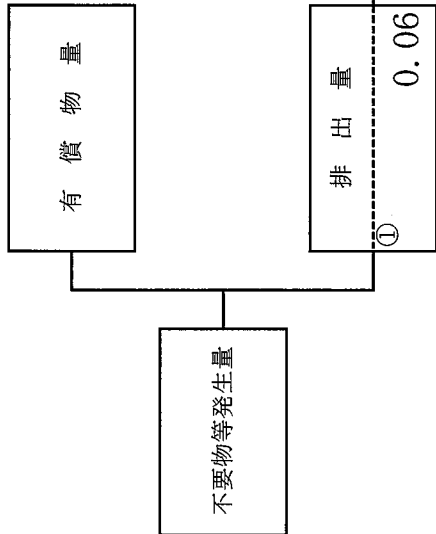 有償物量
不要物等発生量
排出量
①
0.06